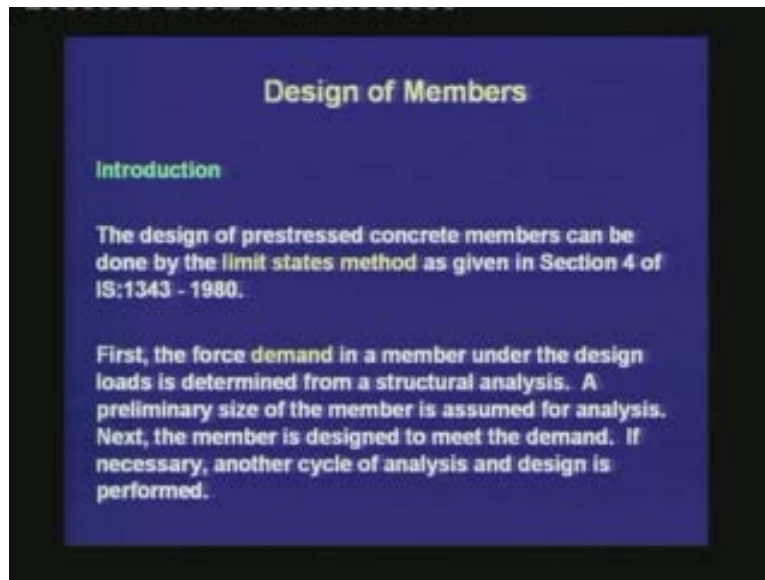 Design of Members
Introduction
The design of prestressed concrete members can be
done by the limit states method as given in Section 4 of
IS:1343 - 1980.
First, the force demand in a member under the design
loads is determined from a structural analysis. A
preliminary size of the member is assumed for analysis.
Next, the member is designed to meet the demand. If
necessary, another cycle of analysis and design is
performed.